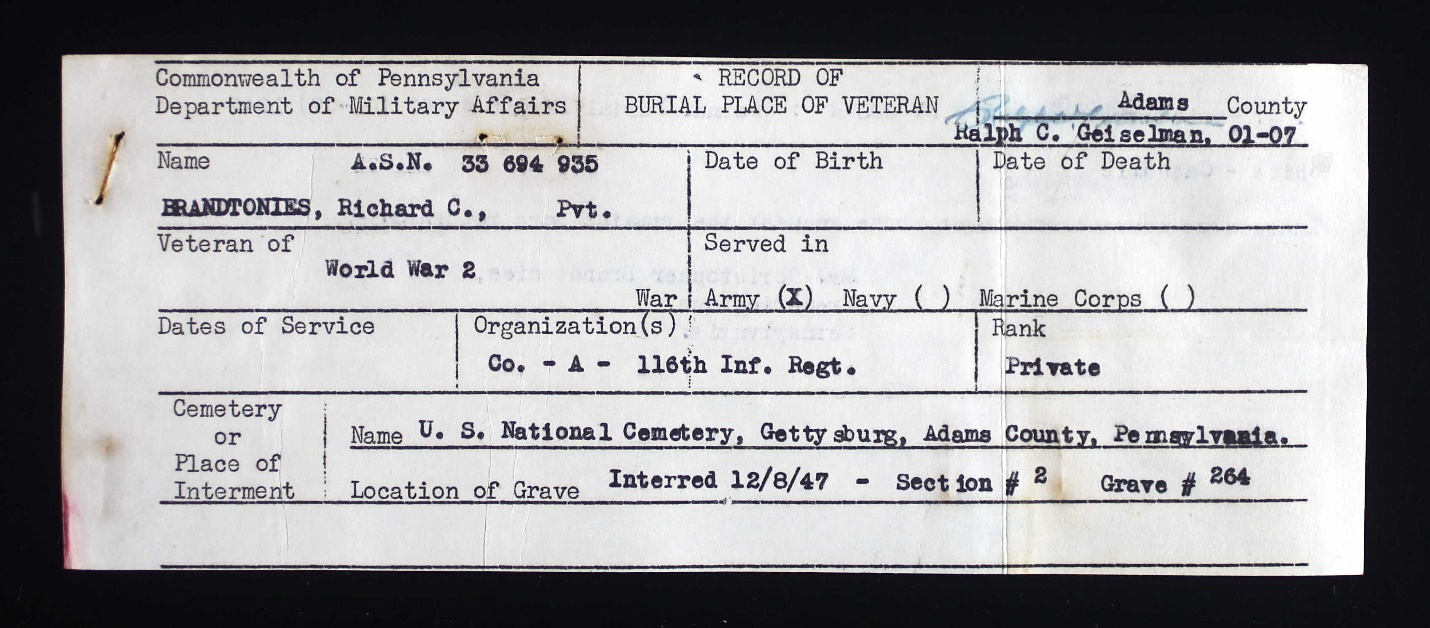 Commonwealth of Pennsylvania
Department of Military Affairs
RECORD OF
BURIAL PLACE OF VETERAN
Adams County
Ralph C. Geiselman, 01-07
Name A.S.N. 33 694 935
BRANDTONIES, Richard C., Pvt.
Date of Birth
Date of Death
Veteran of
World War 2
War
Served in
Army (X) Navy ( ) Marine Corps ( )
Dates of Service
Organization(s)
Co. - A - 116th Inf. Regt.
Rank
Private
Cemetery
or
Place of
Interment
Name U. S. National Cemetery, Gettysburg, Adams County, Pennsylvania.
Location of Grave Interred 12/8/47 - Section # 2 Grave # 264